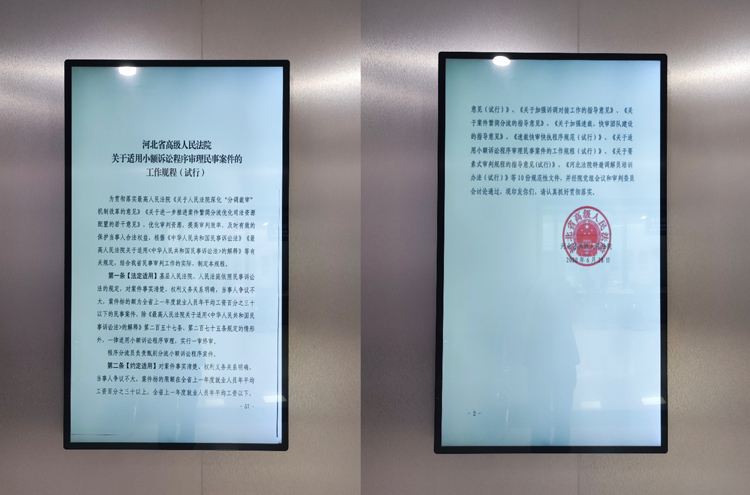 河北省高级人民法院
关于适用小额诉讼程序审理民事案件的
工作规程（试行）
为贯彻落实最高人民法院《关于人民法院深化“分调裁审”
机制改革的意见》《关于进一步推进案件繁简分流优化司法资源
配置的若干意见》，优化审判资源，提高审判效率，及时有效的
维护当事人合法权益，根据《中华人民共和国民事诉讼法》《最
高人民法院关于适用<中华人民共和国民事诉讼法>的解释》等有
关规定，结合我省民事审判工作的实际，制定本规程。
第一条【法定适用】基层人民法院、人民法庭依照民事诉讼
法的规定，对案件事实清楚、权利义务关系明确、当事人争议不
大，案件标的额为全省上一年度就业人员年平均工资百分之三十
以下的民事案件，除《最高人民法院关于适用<中华人民共和国民
事诉讼法>的解释》第二百五十七条、第二百七十五条规定的情形
外，一律适用小额诉讼程序审理，实行一审终审。
程序分流员负责甄别分流小额诉讼程序案件。
第二条【约定适用】对案件事实清楚、权利义务关系明确、
当事人争议不大，案件标的额在全省上一年度就业人员年平均工
资百分之三十以上，全省上一年度就业人员年平均工资以下，
-37
意见（试行）》、《关于加强诉调对接工作的指导意见》、《关
于案件繁简分流的指导意见》、《关于加强速裁、快审团队建设
的指导意见》、《速裁快审快执程序规范（试行）》、《关于适
用小额诉讼程序审理民事案件的工作规程（试行）》、《关于要
素式审判规程的指导意见(试行)》、《河北法院特邀调解员培训
办法（试行）》等10份规范性文件，并经院党组会议和审判委员
会讨论通过，现印发你们，请认真抓好贯彻落实。
河北省高级人民法院
- 2